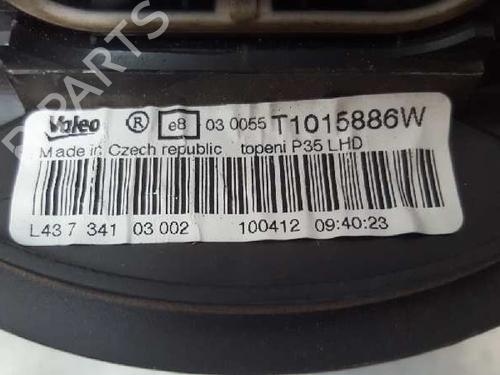 Valeo ® e8 03 0055 T1015886W
Made in Czech republic topeni P35 LHD
L43 7 341 03 002 100412 09:40:23
PARTS